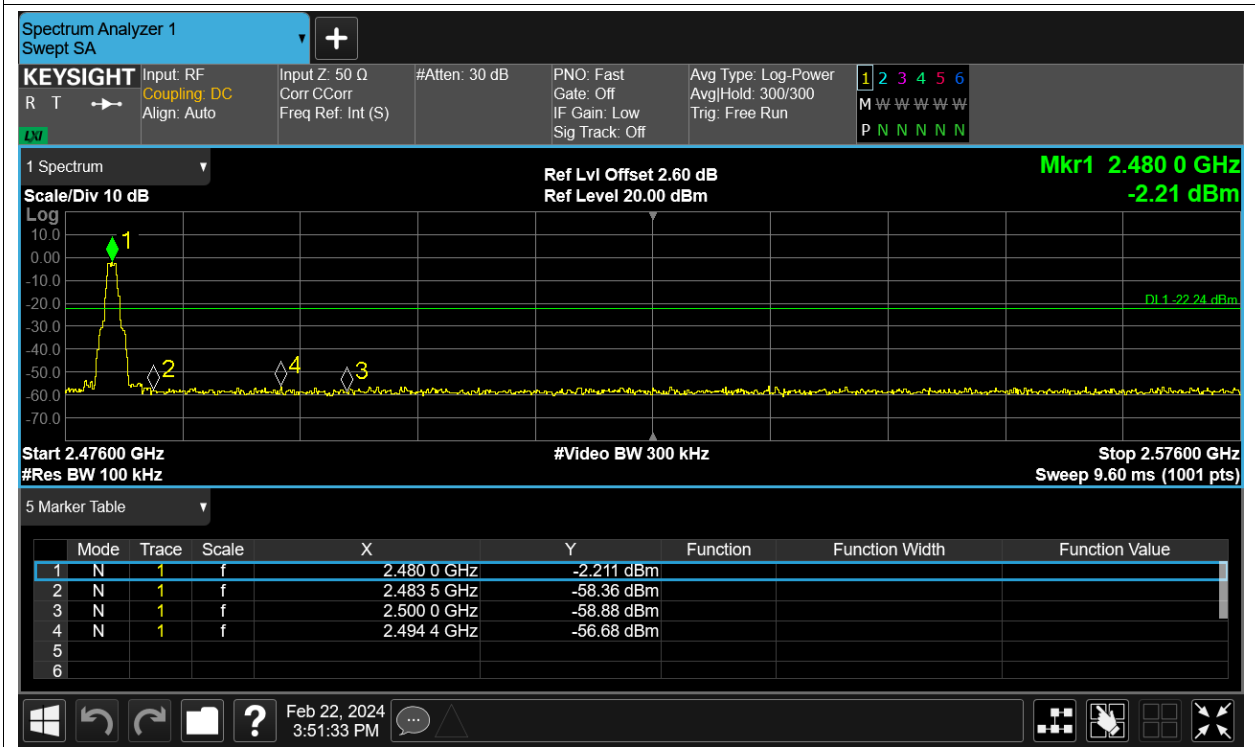 Spectrum Analyzer 1
Swept SA
KEYSIGHT
R T
LXI
Input: RF
Coupling: DC
Align: Auto
Input Z: 50 Ω
Corr CCorr
Freq Ref: Int (S)
#Atten: 30 dB
PNO: Fast
Gate: Off
IF Gain: Low
Sig Track: Off
Avg Type: Log-Power
Avg|Hold: 300/300
Trig: Free Run
1 2 3 4 5 6
M W W W W W
P N N N N N
1 Spectrum
Scale/Div 10 dB
Ref Lvl Offset 2.60 dB
Ref Level 20.00 dBm
Mkr1 2.480 0 GHz
-2.21 dBm
Log
10.0
0.00
-10.0
-20.0
-30.0
-40.0
-50.0
-60.0
-70.0
1
2
4
3
DL1 -22.24 dBm
Start 2.47600 GHz
#Res BW 100 kHz
#Video BW 300 kHz
Stop 2.57600 GHz
Sweep 9.60 ms (1001 pts)
5 Marker Table
Mode Trace Scale X Y Function Function Width Function Value
1 N 1 f 2.480 0 GHz -2.211 dBm
2 N 1 f 2.483 5 GHz -58.36 dBm
3 N 1 f 2.500 0 GHz -58.88 dBm
4 N 1 f 2.494 4 GHz -56.68 dBm
5
6
?
Feb 22, 2024
3:51:33 PM